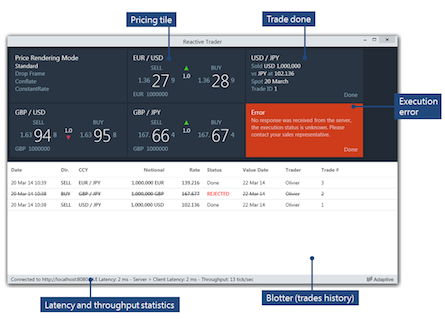 Pricing tile
Trade done
Reactive Trader
Price Rendering Mode
Standard
Drop Frame
Conflate
ConstantRate
EUR / USD
SELL BUY
1.36 27 9 1.0 1.36 28 9
EUR 1000000
USD / JPY
Sold USD 1,000,000
vs JPY at 102.136
Spot 20 March
Trade ID 1
Done
Execution
error
GBP / USD
SELL BUY
1.63 94 8 1.0 1.63 95 8
GBP 1000000
GBP / JPY
SELL BUY
167. 66 4 1.0 167. 67 4
GBP 1000000
Error
No response was received from the server,
the execution status is unknown. Please
contact your sales representative.
Done
Date Dir. CCY Notional Rate Status Value Date Trader Trade #
20 Mar 14 10:39 SELL EUR / JPY 1,000,000 EUR 139.216 Done 22 Mar 14 Olivier 3
20 Mar 14 10:38 BUY GBP / JPY 1,000,000 GBP 167.677 REJECTED 22 Mar 14 Olivier 2
20 Mar 14 10:38 SELL USD / JPY 1,000,000 USD 102.136 Done 22 Mar 14 Olivier 1
Connected to http://localhost:8080 UI Latency: 2 ms - Server > Client Latency: 2 ms - Throughput: 13 tick/sec
Adaptive
Latency and throughput statistics
Blotter (trades history)